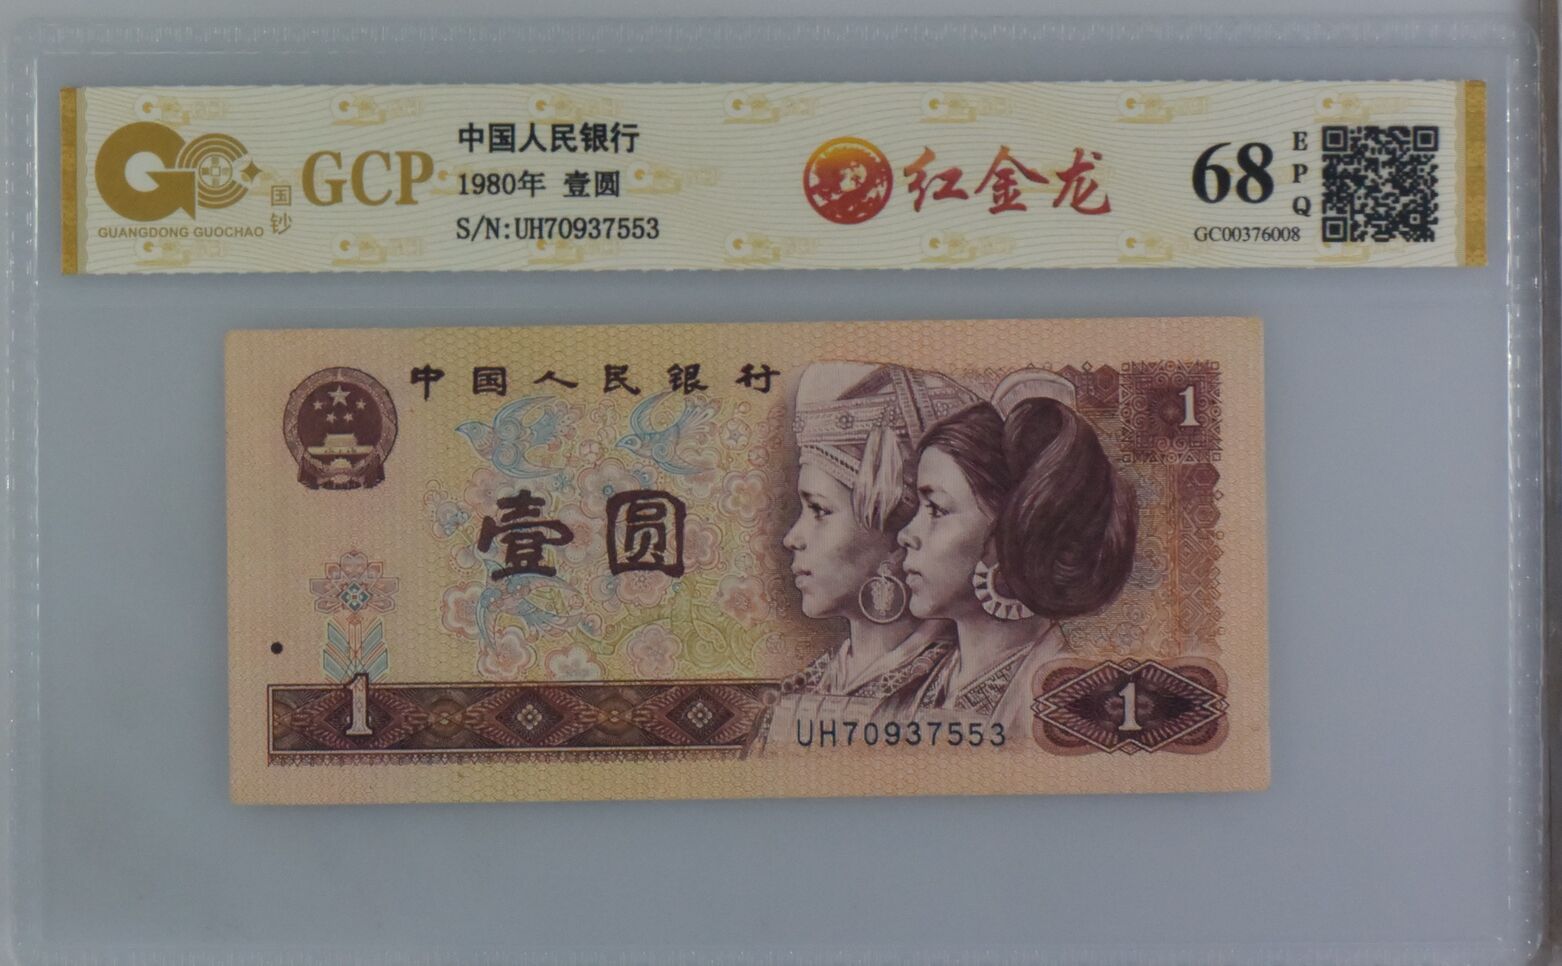 GUANGDONG GUOCHAO
国钞
GCP
中国人民银行
1980年 壹圆
S/N:UH70937553
红金龙
68
EPQ
GC00376008
中国人民银行
1
壹圆
1
UH70937553
1